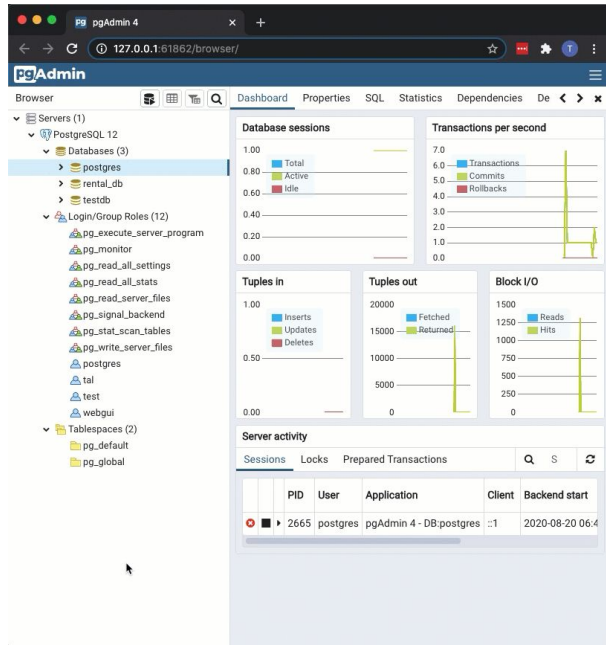 pgAdmin 4
127.0.0.1:61862/browser/
T
pgAdmin
Browser
Dashboard Properties SQL Statistics Dependencies De
Servers (1)
PostgreSQL 12
Databases (3)
postgres
rental_db
testdb
Login/Group Roles (12)
pg_execute_server_program
pg_monitor
pg_read_all_settings
pg_read_all_stats
pg_read_server_files
pg_signal_backend
pg_stat_scan_tables
pg_write_server_files
postgres
tal
test
webgui
Tablespaces (2)
pg_default
pg_global
Database sessions
1.00
0.80
0.60
0.40
0.20
0.00
Total
Active
Idle
Transactions per second
7.0
6.0
5.0
4.0
3.0
2.0
1.0
0.0
Transactions
Commits
Rollbacks
Tuples in
1.00
0.50
0.00
Inserts
Updates
Deletes
Tuples out
20000
15000
10000
5000
0
Fetched
Returned
Block I/O
1500
1250
1000
750
500
250
0
Reads
Hits
Server activity
Sessions Locks Prepared Transactions S
PID User Application Client Backend start
2665 postgres pgAdmin 4 - DB:postgres ::1 2020-08-20 06:4